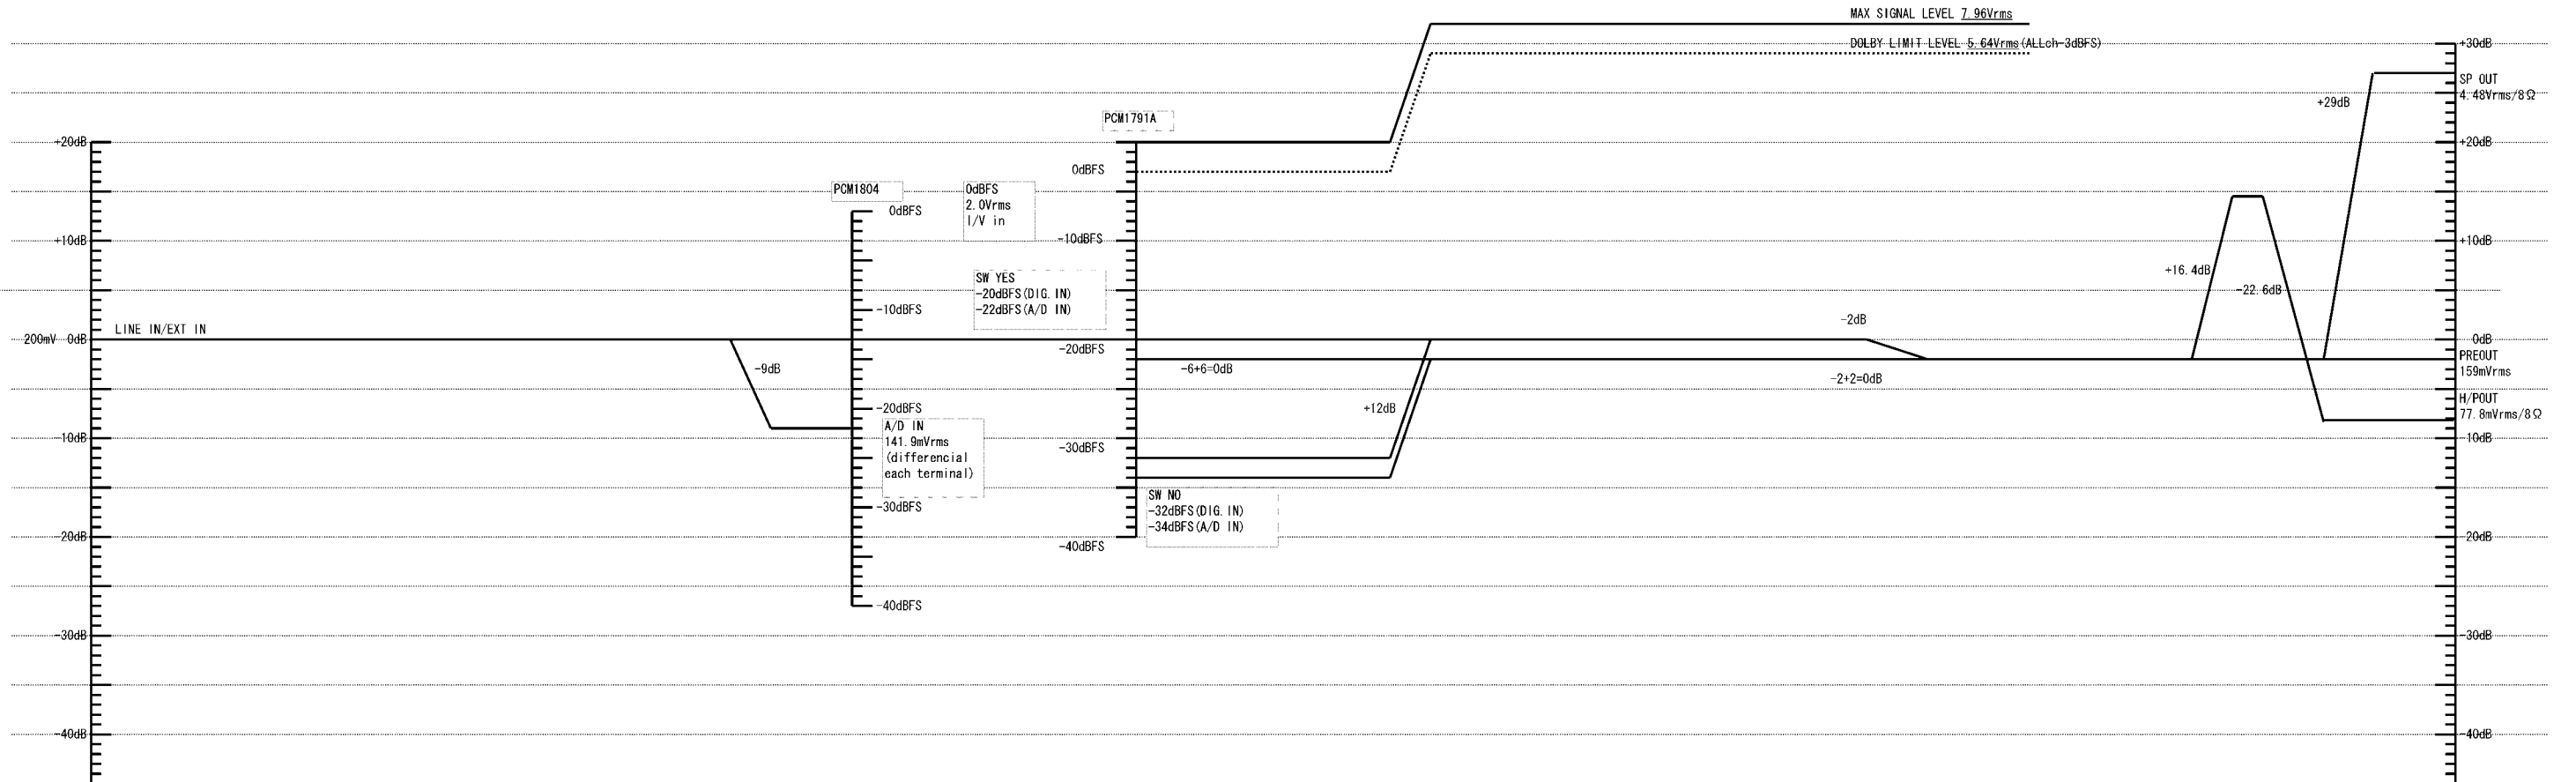 MAX SIGNAL LEVEL 7.96Vrms
DOLBY LIMIT LEVEL 5.64Vrms(ALLch-3dBFS)
+30dB
SP OUT
4.48Vrms/8Ω
+29dB
PCM1791A
+20dB
0dBFS
+20dB
PCM1804
0dBFS
0dBFS
2.0Vrms
I/V in
+10dB
-10dBFS
+10dB
+16.4dB
-22.6dB
SW YES
-20dBFS(DIG.IN)
-22dBFS(A/D IN)
-10dBFS
LINE IN/EXT IN
-2dB
200mV 0dB
-20dBFS
0dB
PREOUT
159mVrms
-9dB
-6+6=0dB
-2+2=0dB
+12dB
H/POUT
77.8mVrms/8Ω
-20dBFS
A/D IN
141.9mVrms
(differencial
each terminal)
-10dB
-30dBFS
-10dB
SW NO
-32dBFS(DIG.IN)
-34dBFS(A/D IN)
-30dBFS
-20dB
-40dBFS
-20dB
-40dBFS
-30dB
-30dB
-40dB
-40dB